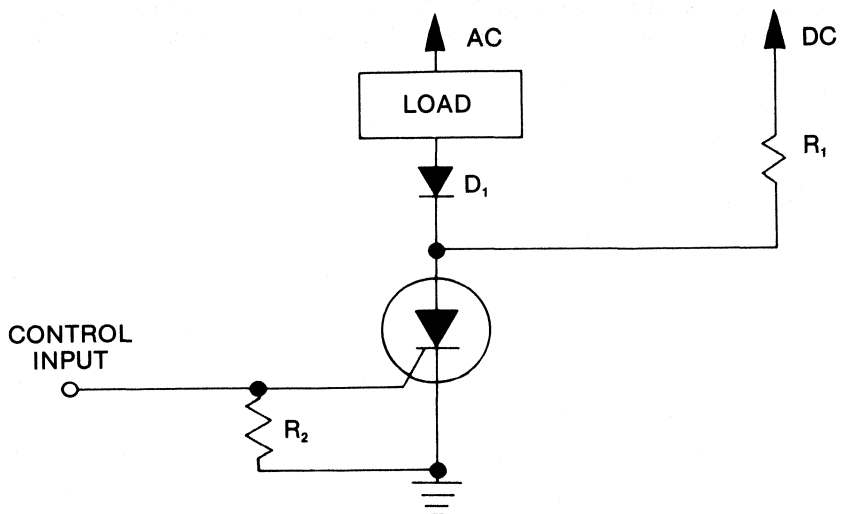 AC
DC
LOAD
R₁
D₁
CONTROL
INPUT
R₂